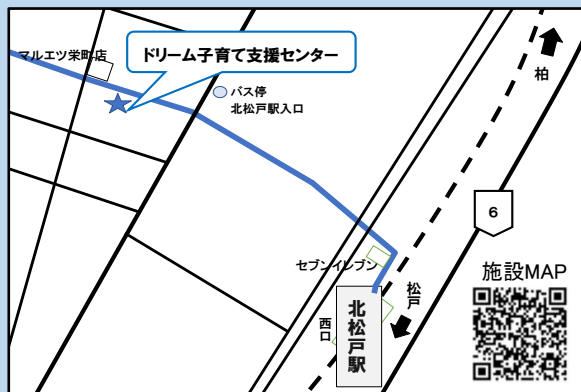 マルエツ栄町店
ドリーム子育て支援センター
バス停
北松戸駅入口
柏
6
セブンイレブン
施設MAP
松戸
西口
北松戸駅